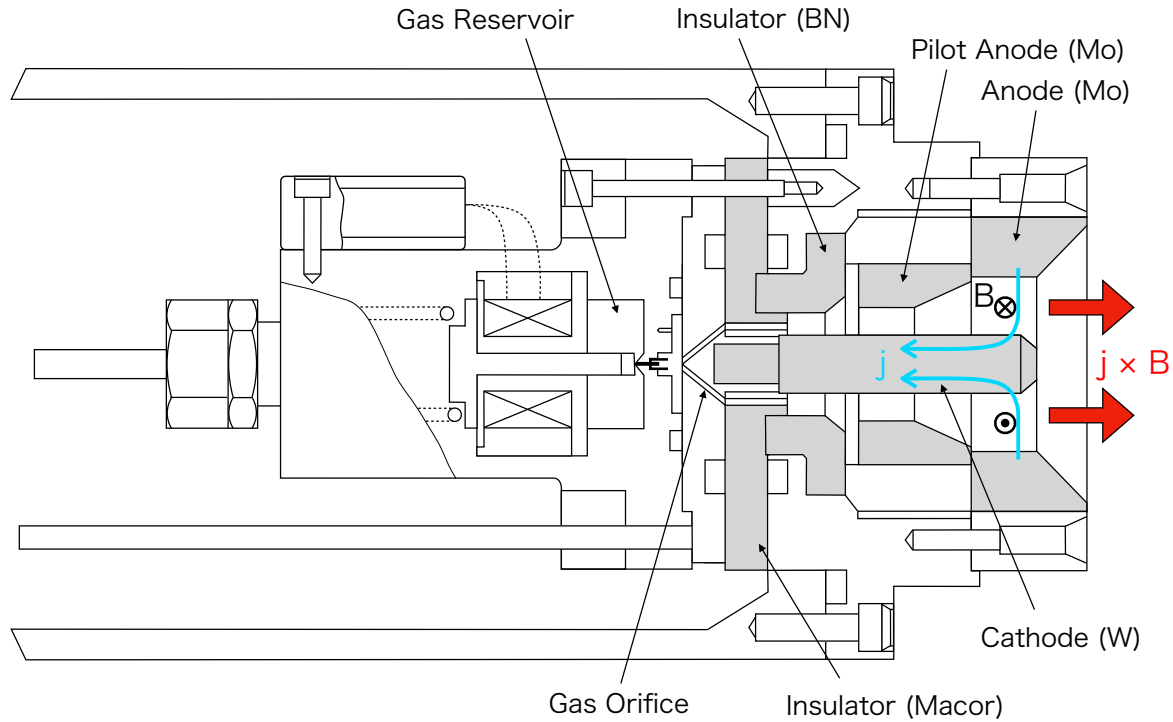 Gas Reservoir
Insulator (BN)
Pilot Anode (Mo)
Anode (Mo)
B
j
j × B
Cathode (W)
Gas Orifice
Insulator (Macor)